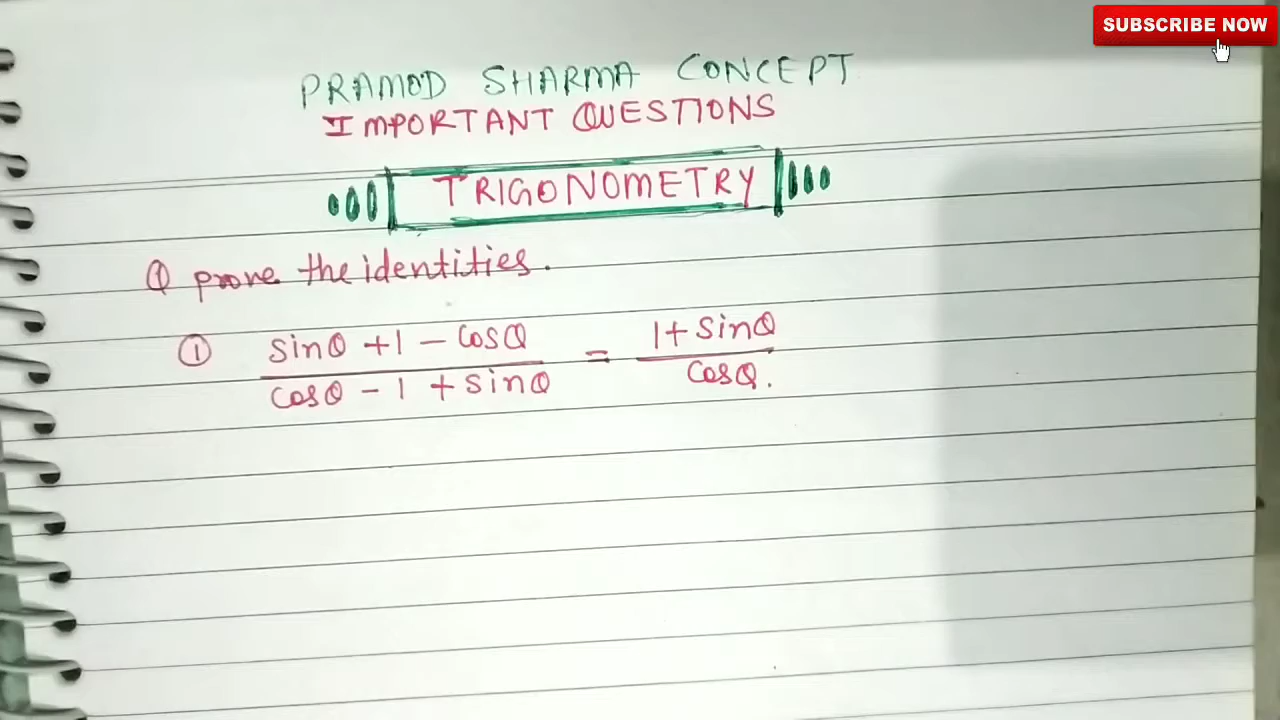 SUBSCRIBE NOW
PRAMOD SHARMA CONCEPT
IMPORTANT QUESTIONS
TRIGONOMETRY
Q prove the identities.
① (sinθ + 1 - cosθ) / (cosθ - 1 + sinθ) = (1 + sinθ) / cosθ.